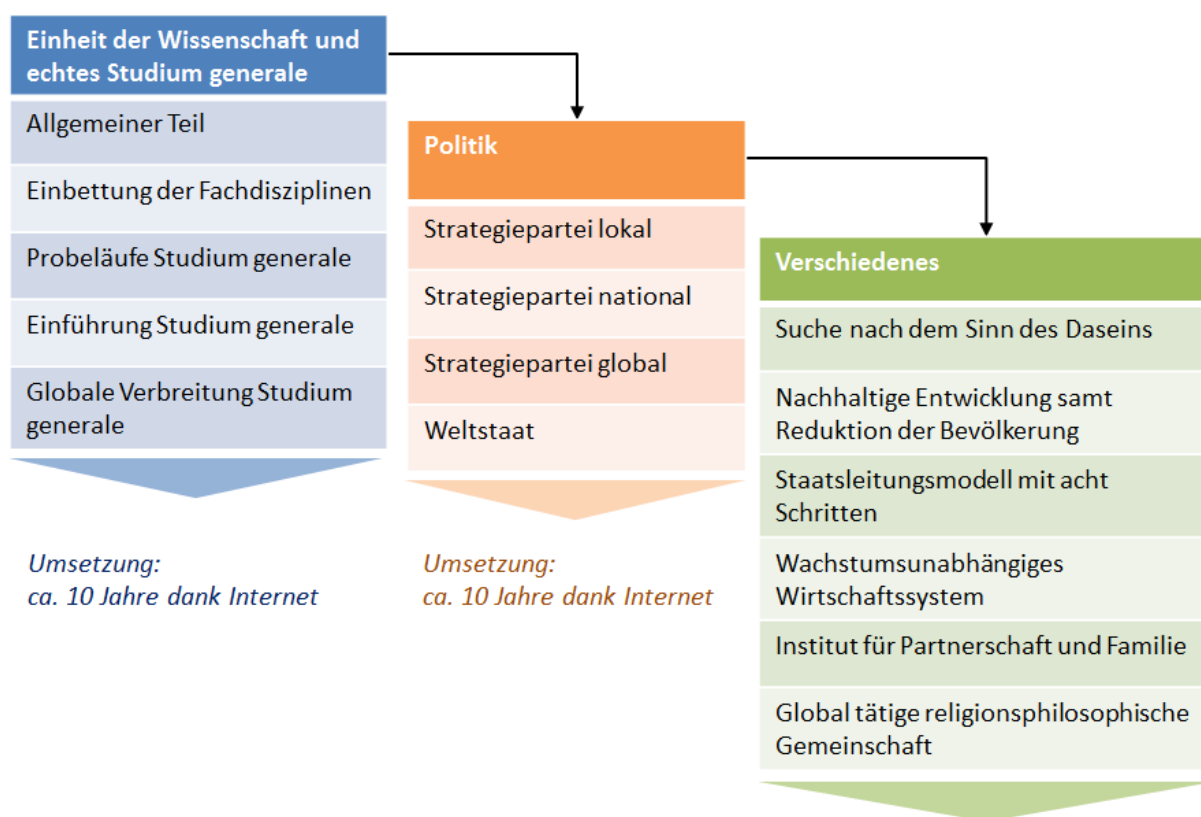 Einheit der Wissenschaft und
echtes Studium generale
Allgemeiner Teil
Einbettung der Fachdisziplinen
Probeläufe Studium generale
Einführung Studium generale
Globale Verbreitung Studium
generale
Umsetzung:
ca. 10 Jahre dank Internet
Politik
Strategiepartei lokal
Strategiepartei national
Strategiepartei global
Weltstaat
Umsetzung:
ca. 10 Jahre dank Internet
Verschiedenes
Suche nach dem Sinn des Daseins
Nachhaltige Entwicklung samt
Reduktion der Bevölkerung
Staatsleitungsmodell mit acht
Schritten
Wachstumsunabhängiges
Wirtschaftssystem
Institut für Partnerschaft und Familie
Global tätige religionsphilosophische
Gemeinschaft